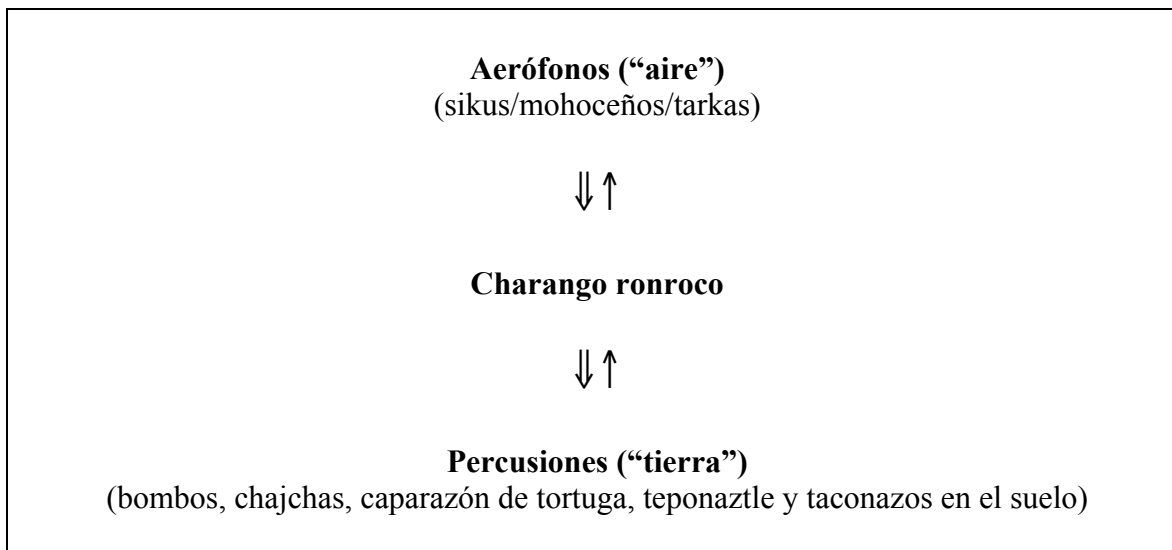 Aerófonos (“aire”)
(sikus/mohoceños/tarkas)
⇓↑
Charango ronroco
⇓↑
Percusiones (“tierra”)
(bombos, chajchas, caparazón de tortuga, teponaztle y taconazos en el suelo)